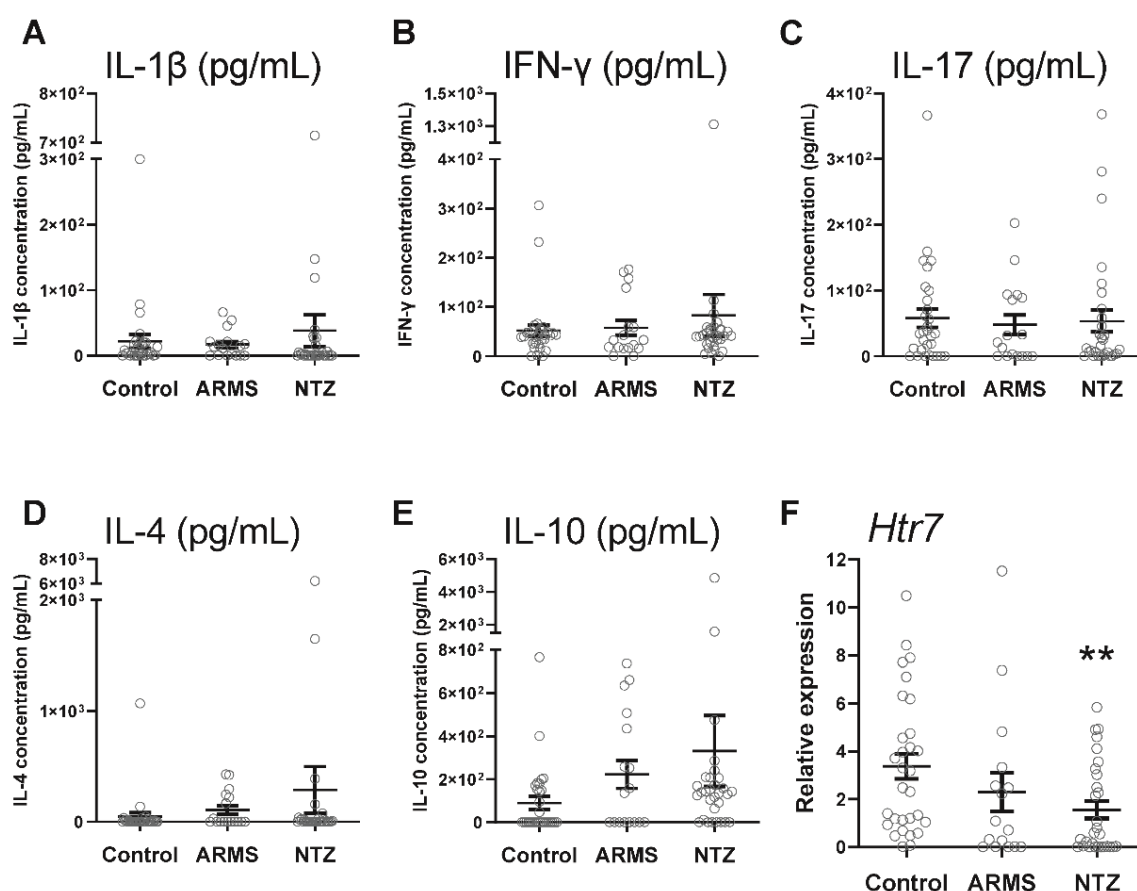 A
IL-1β (pg/mL)
IL-1β concentration (pg/mL)
8×10²
7×10²
3×10²
2×10²
1×10²
0
Control ARMS NTZ
B
IFN-γ (pg/mL)
IFN-γ concentration (pg/mL)
1.5×10³
1.3×10³
4×10²
3×10²
2×10²
1×10²
0
Control ARMS NTZ
C
IL-17 (pg/mL)
IL-17 concentration (pg/mL)
4×10²
3×10²
2×10²
1×10²
0
Control ARMS NTZ
D
IL-4 (pg/mL)
IL-4 concentration (pg/mL)
8×10³
6×10³
2×10³
1×10³
0
Control ARMS NTZ
E
IL-10 (pg/mL)
IL-10 concentration (pg/mL)
6×10³
4×10³
2×10³
8×10²
6×10²
4×10²
2×10²
0
Control ARMS NTZ
F
Htr7
Relative expression
12
10
8
6
4
2
0
**
Control ARMS NTZ